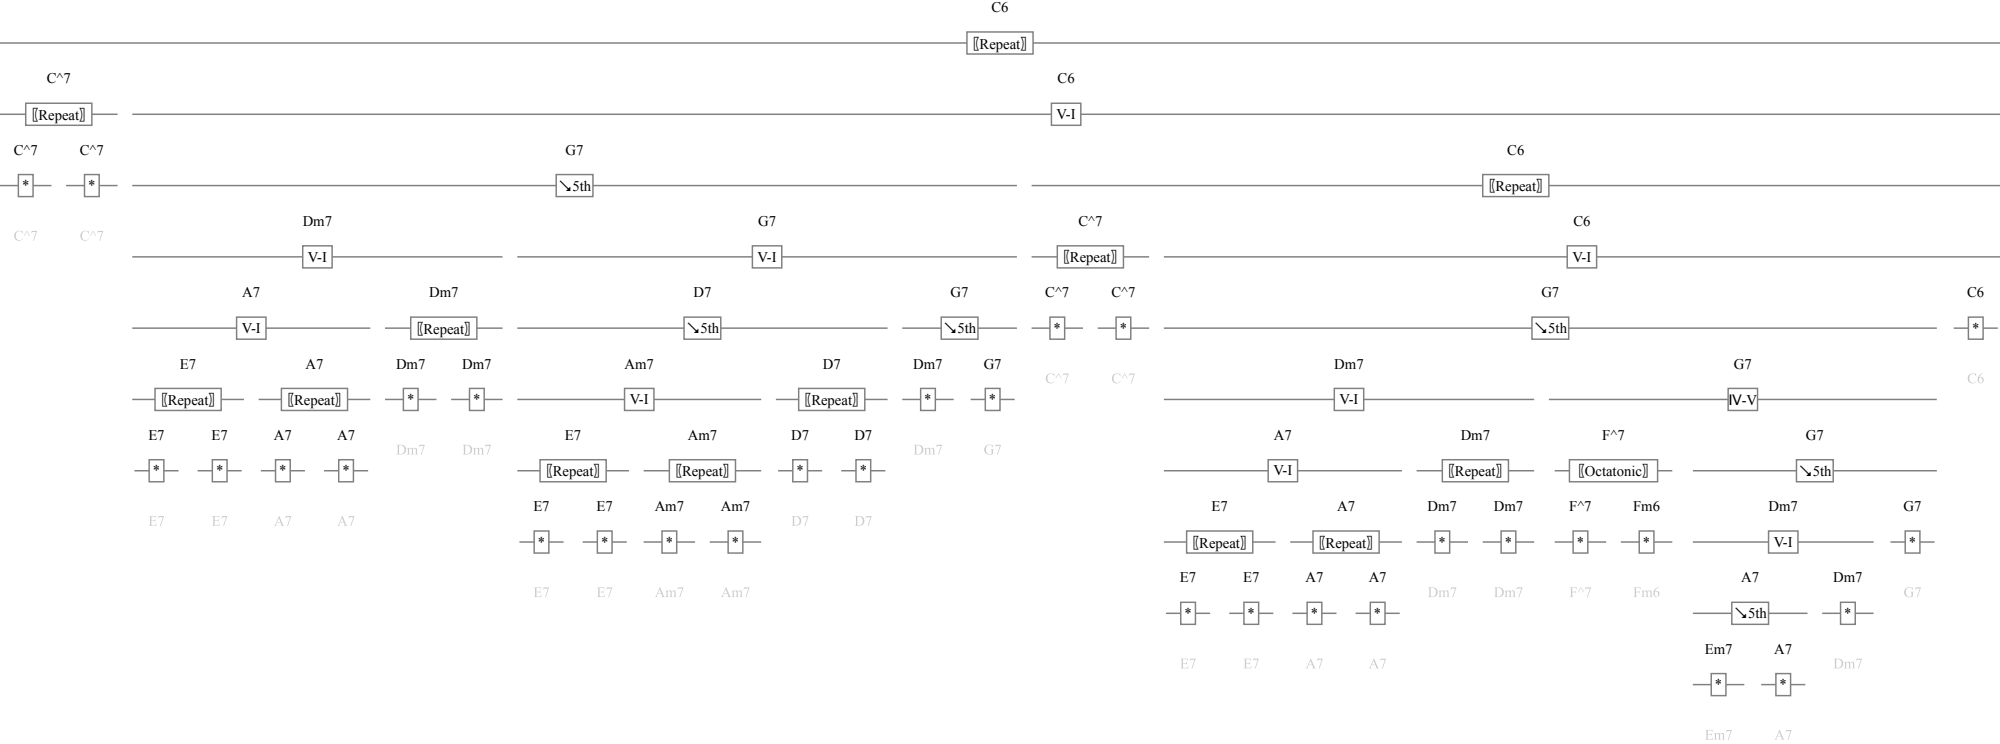 C6
⟦Repeat⟧
C^7 C6
⟦Repeat⟧ V-I
C^7 C^7 G7 C6
* * ↘5th ⟦Repeat⟧
C^7 C^7 Dm7 G7 C^7 C6
V-I V-I ⟦Repeat⟧ V-I
A7 Dm7 D7 G7 C^7 C^7 G7 C6
V-I ⟦Repeat⟧ ↘5th ↘5th * * ↘5th *
E7 A7 Dm7 Dm7 Am7 D7 Dm7 G7 C^7 C^7 Dm7 G7 C6
⟦Repeat⟧ ⟦Repeat⟧ * * V-I ⟦Repeat⟧ * * V-I Ⅳ-V
E7 E7 A7 A7 Dm7 Dm7 E7 Am7 D7 D7 Dm7 G7 A7 Dm7 F^7 G7
* * * * ⟦Repeat⟧ ⟦Repeat⟧ * * V-I ⟦Repeat⟧ ⟦Octatonic⟧ ↘5th
E7 E7 A7 A7 E7 E7 Am7 Am7 D7 D7 E7 A7 Dm7 Dm7 F^7 Fm6 Dm7 G7
* * * * ⟦Repeat⟧ ⟦Repeat⟧ * * * * V-I *
E7 E7 Am7 Am7 E7 E7 A7 A7 Dm7 Dm7 F^7 Fm6 A7 Dm7 G7
* * * * ↘5th *
E7 E7 A7 A7 Em7 A7 Dm7
* *
Em7 A7